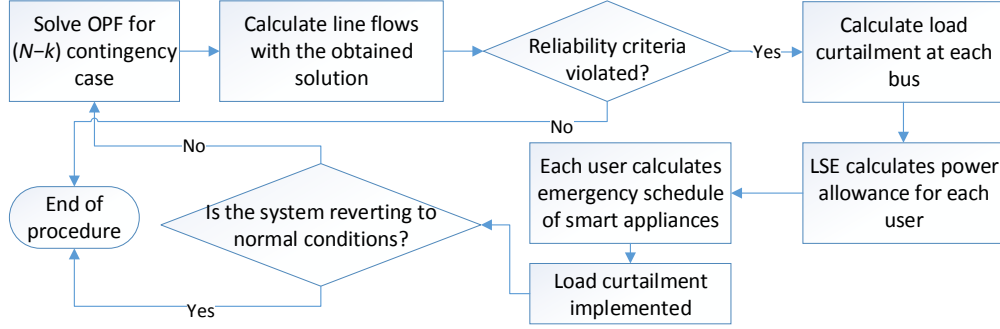 Solve OPF for
(N−k) contingency
case
Calculate line flows
with the obtained
solution
Reliability criteria
violated?
Yes
Calculate load
curtailment at each
bus
No
No
Each user calculates
emergency schedule
of smart appliances
LSE calculates power
allowance for each
user
End of
procedure
Is the system reverting to
normal conditions?
Load curtailment
implemented
Yes